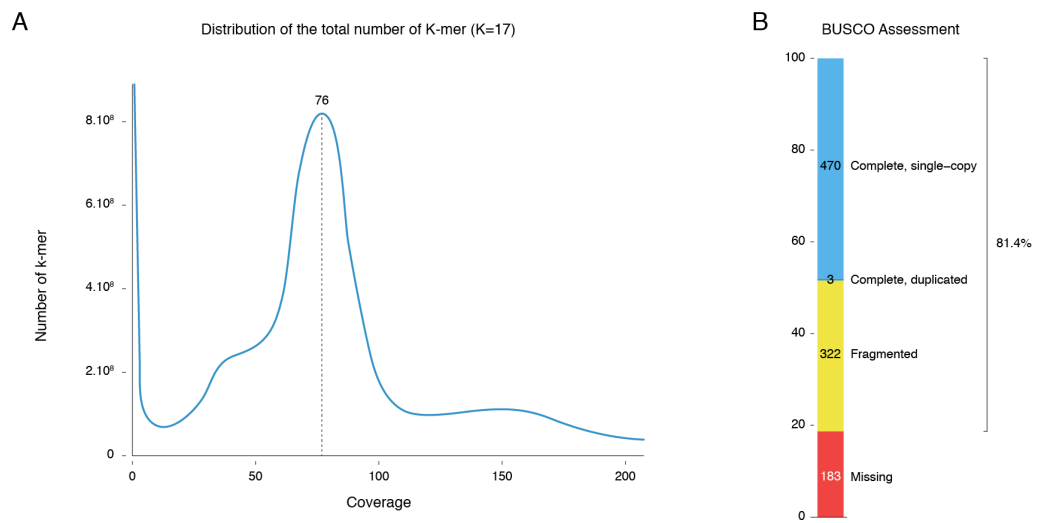 A
Distribution of the total number of K-mer (K=17)
76
8.10⁸
6.10⁸
4.10⁸
2.10⁸
0
Number of k-mer
0 50 100 150 200
Coverage
B
BUSCO Assessment
100
80
60
40
20
0
470 Complete, single−copy
3 Complete, duplicated
322 Fragmented
183 Missing
81.4%